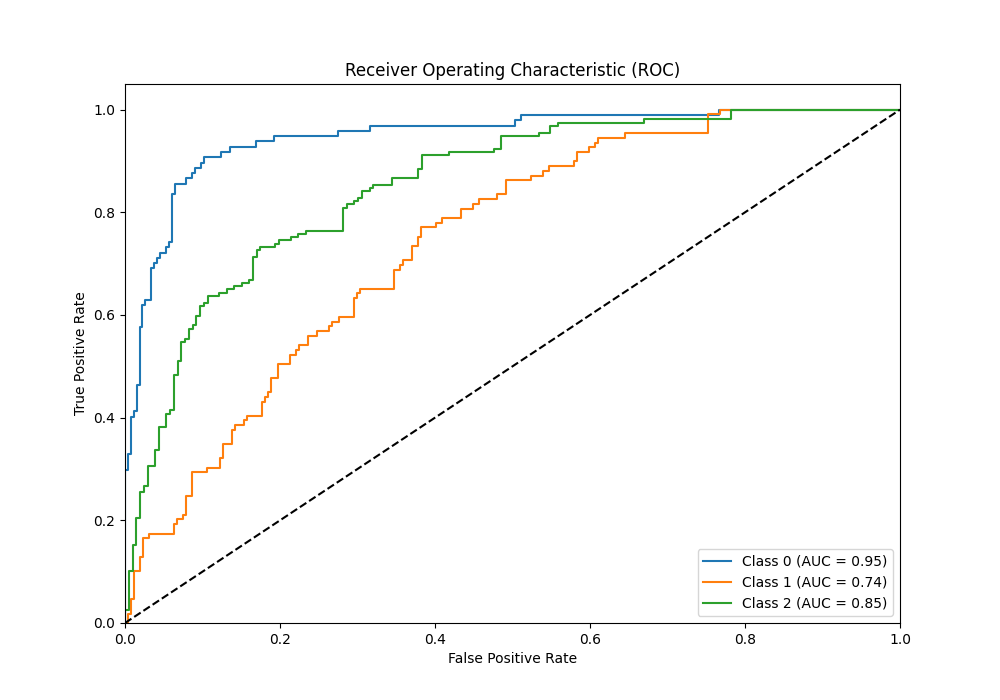 Receiver Operating Characteristic (ROC)
True Positive Rate
1.0
0.8
0.6
0.4
0.2
0.0
Class 0 (AUC = 0.95)
Class 1 (AUC = 0.74)
Class 2 (AUC = 0.85)
0.0 0.2 0.4 0.6 0.8 1.0
False Positive Rate